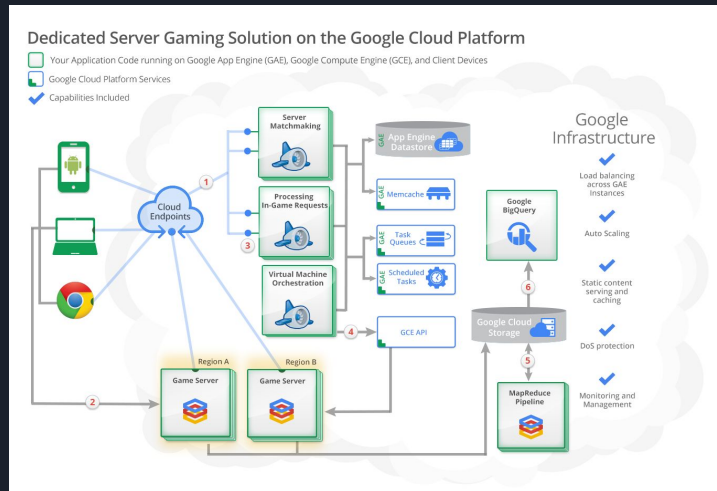 Dedicated Server Gaming Solution on the Google Cloud Platform
Your Application Code running on Google App Engine (GAE), Google Compute Engine (GCE), and Client Devices
Google Cloud Platform Services
Capabilities Included
Server
Matchmaking
GAE
App Engine
Datastore
Google
Infrastructure
1
Cloud
Endpoints
Processing
In-Game Requests
3
GAE
Memcache
Google
BigQuery
Load balancing
across GAE
Instances
GAE
Task
Queues
Auto Scaling
Virtual Machine
Orchestration
GAE
Scheduled
Tasks
6
Static content
serving and
caching
4
GCE API
Google Cloud
Storage
DoS protection
5
Region A
Game Server
Region B
Game Server
2
MapReduce
Pipeline
Monitoring and
Management